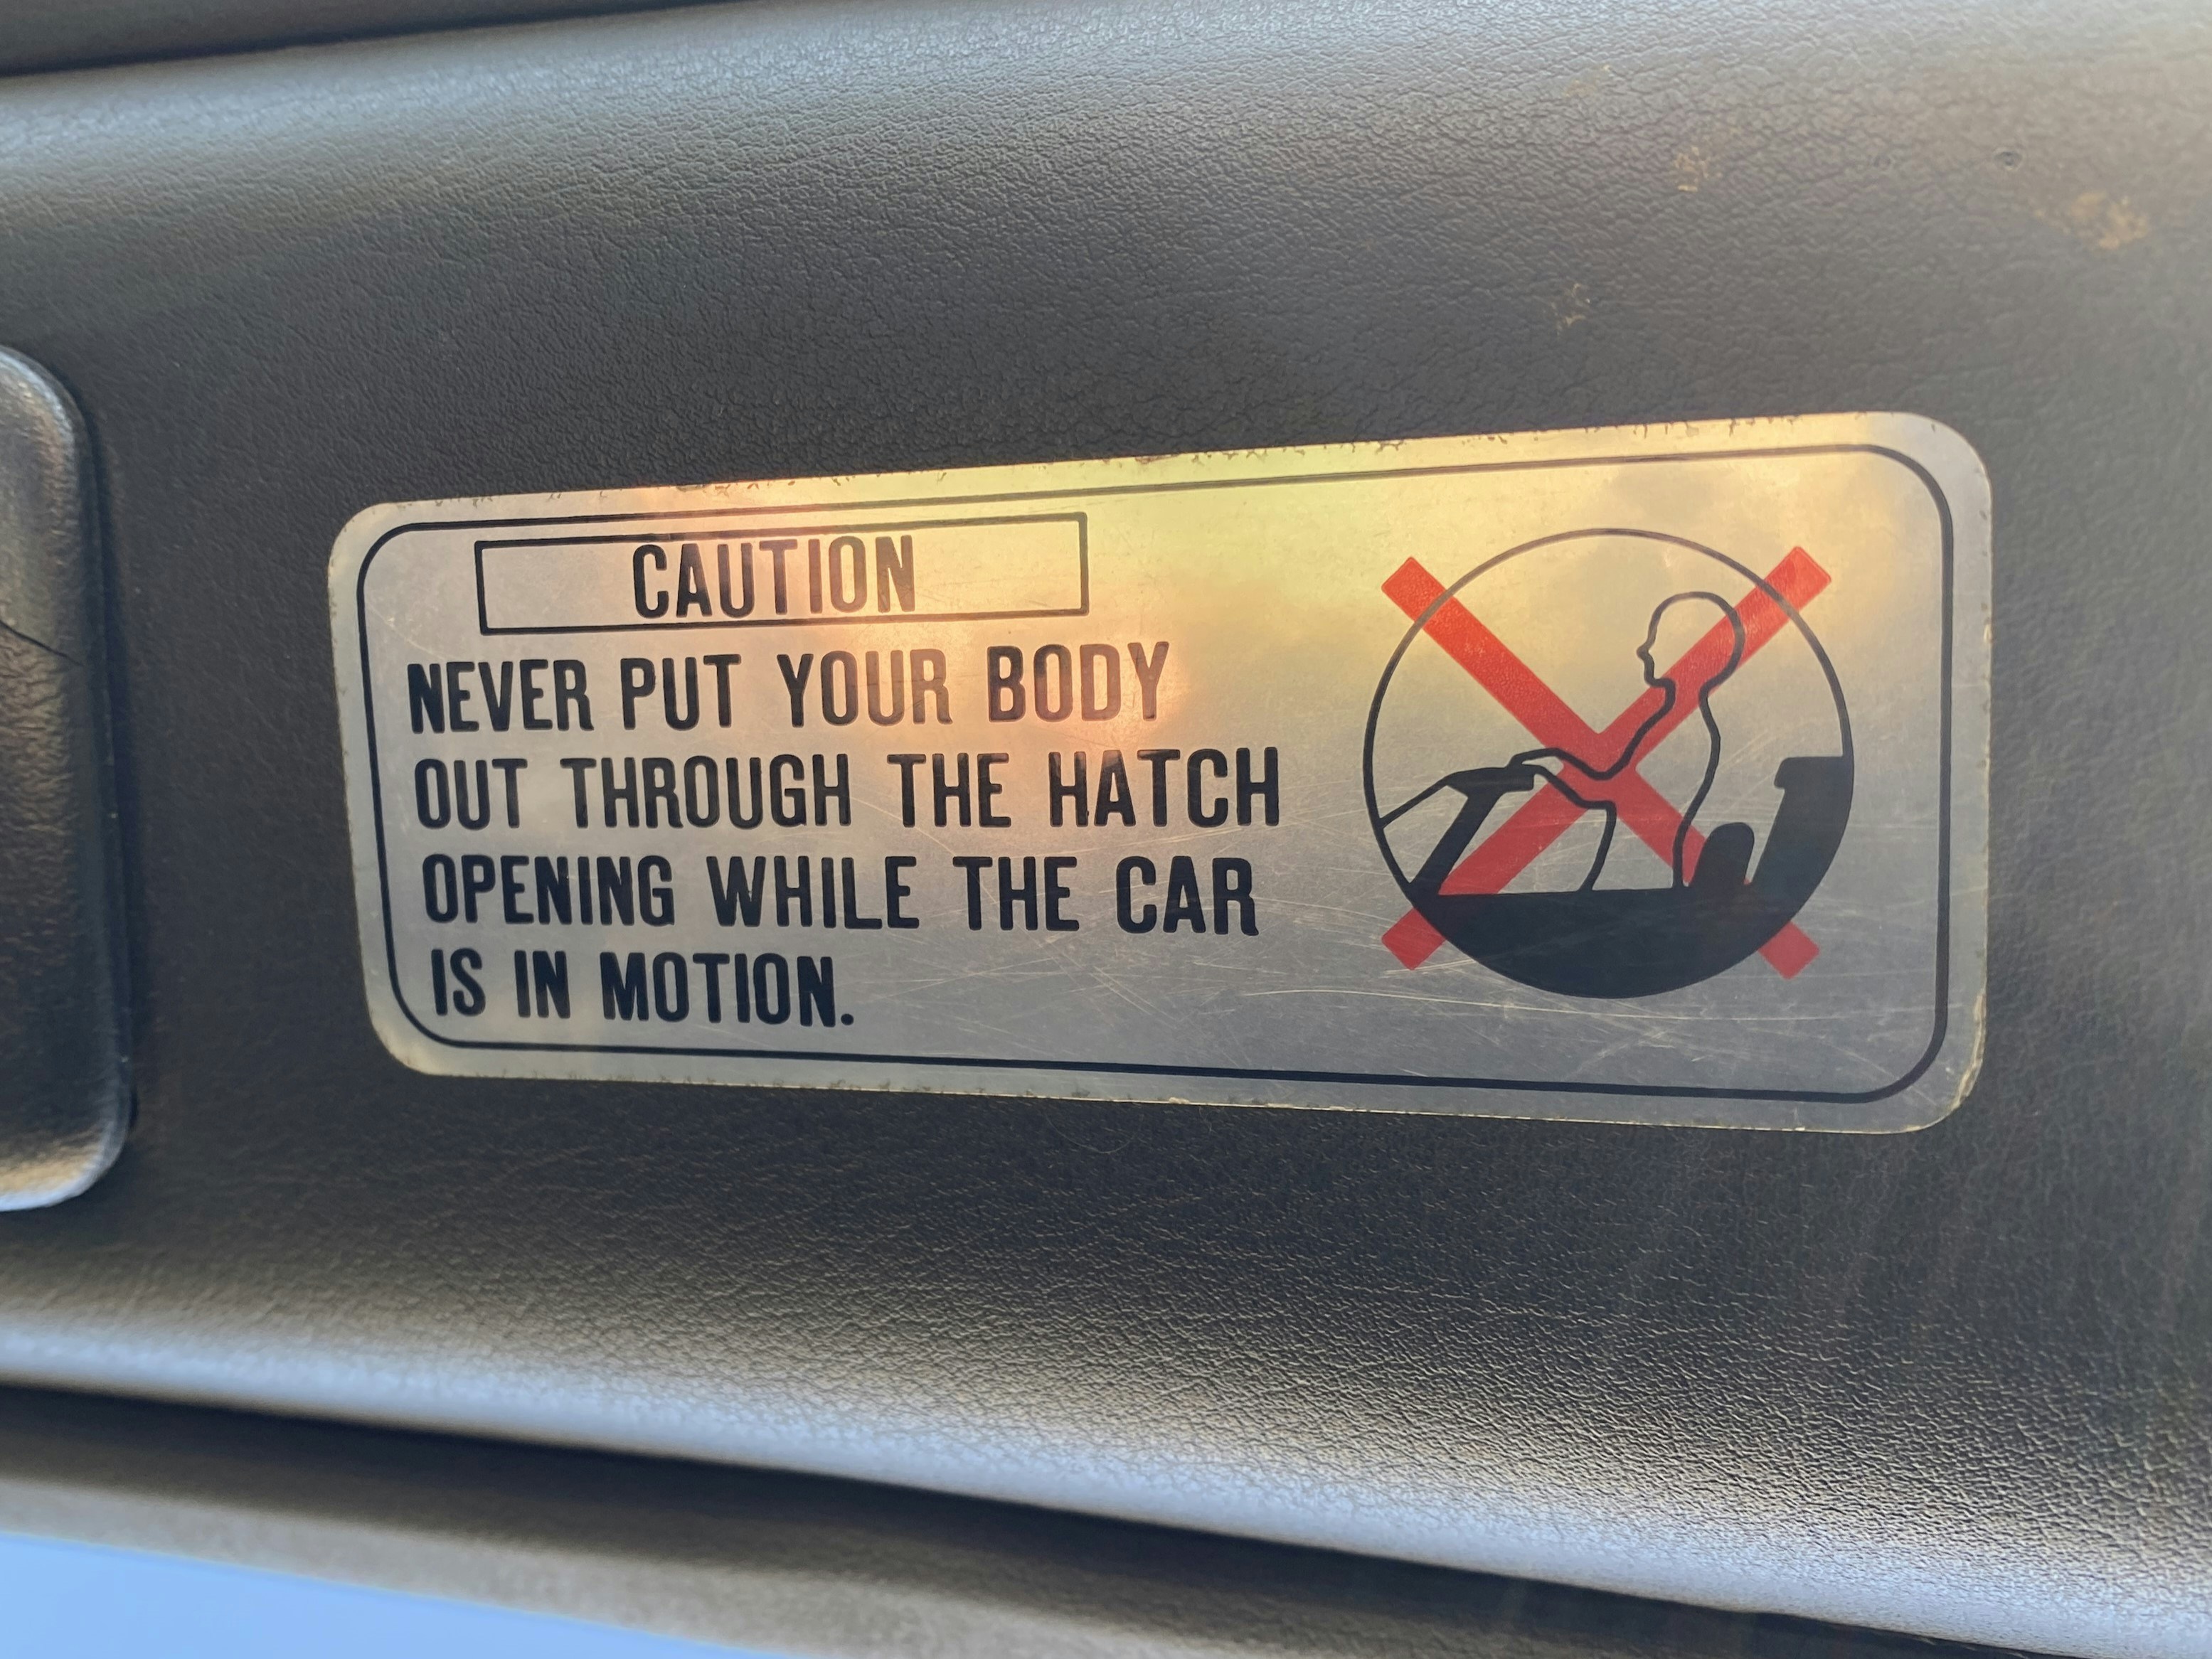 CAUTION
NEVER PUT YOUR BODY
OUT THROUGH THE HATCH
OPENING WHILE THE CAR
IS IN MOTION.